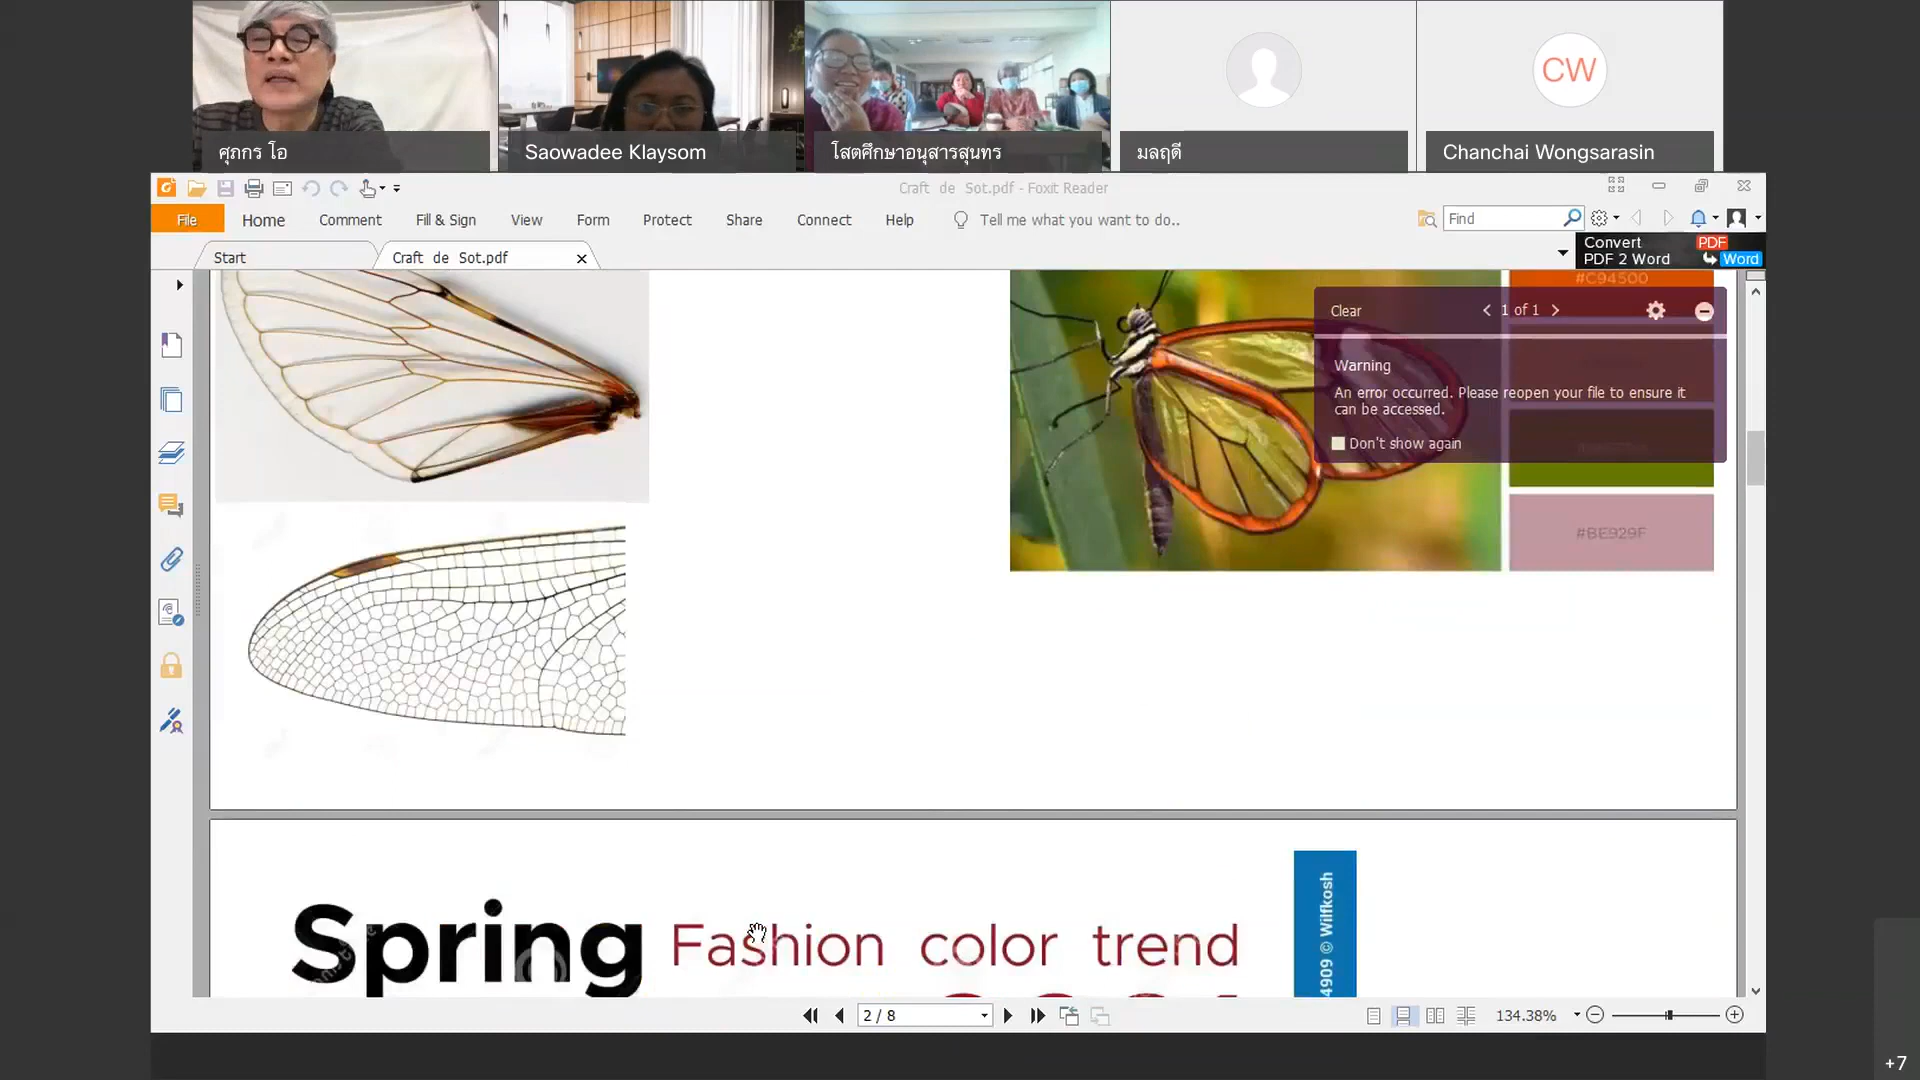 ศุภกร โอ
Saowadee Klaysom
โสตศึกษาอนุสารสุนทร
มลฤดี
CW
Chanchai Wongsarasin
Craft de Sot.pdf - Foxit Reader
File Home Comment Fill & Sign View Form Protect Share Connect Help Tell me what you want to do.. Find
Convert PDF
PDF 2 Word Word
Start Craft de Sot.pdf
#C94500
Clear 1 of 1
Warning
An error occurred. Please reopen your file to ensure it
can be accessed.
Don't show again
#BE929F
Spring Fashion color trend
4909 © Wilfkosh
2 / 8
134.38%
+7